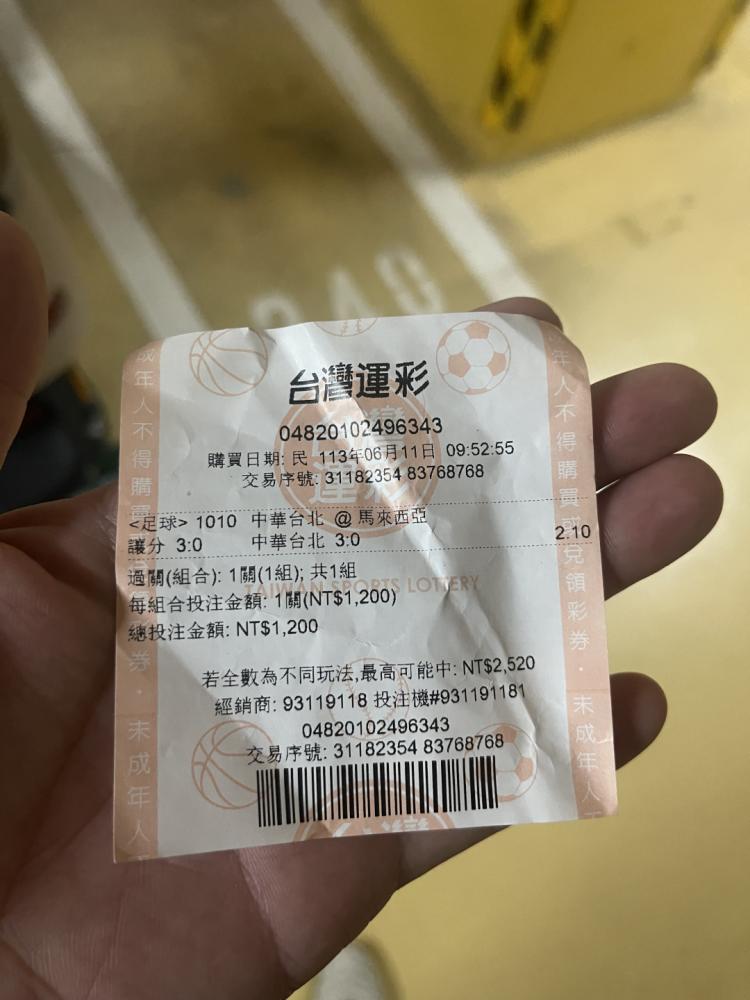 台灣運彩
04820102496343
購買日期: 民 113年06月11日 09:52:55
交易序號: 31182354 83768768
<足球> 1010 中華台北 @ 馬來西亞
讓分 3:0 中華台北 3:0 2.10
過關(組合): 1關(1組); 共1組
TAIWAN SPORTS LOTTERY
每組合投注金額: 1關(NT$1,200)
總投注金額: NT$1,200
若全數為不同玩法,最高可能中: NT$2,520
經銷商: 93119118 投注機#931191181
04820102496343
交易序號: 31182354 83768768
成年人不得購買
券・未成年人
年人不得購買或兌領彩券・未成年人